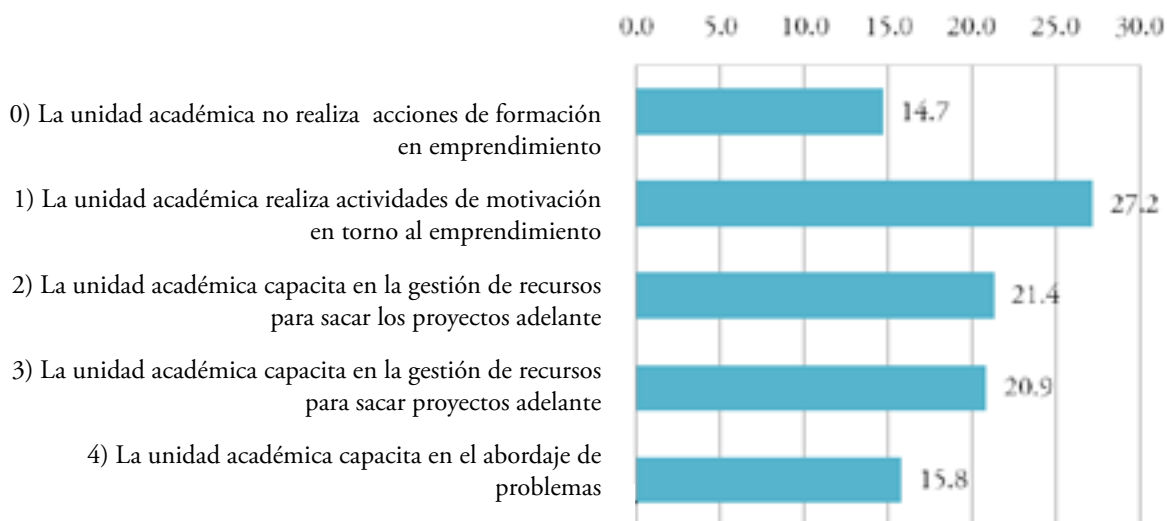 0.0 5.0 10.0 15.0 20.0 25.0 30.0
0) La unidad académica no realiza acciones de formación
en emprendimiento
14.7
1) La unidad académica realiza actividades de motivación
en torno al emprendimiento
27.2
2) La unidad académica capacita en la gestión de recursos
para sacar los proyectos adelante
21.4
3) La unidad académica capacita en la gestión de recursos
para sacar proyectos adelante
20.9
4) La unidad académica capacita en el abordaje de
problemas
15.8